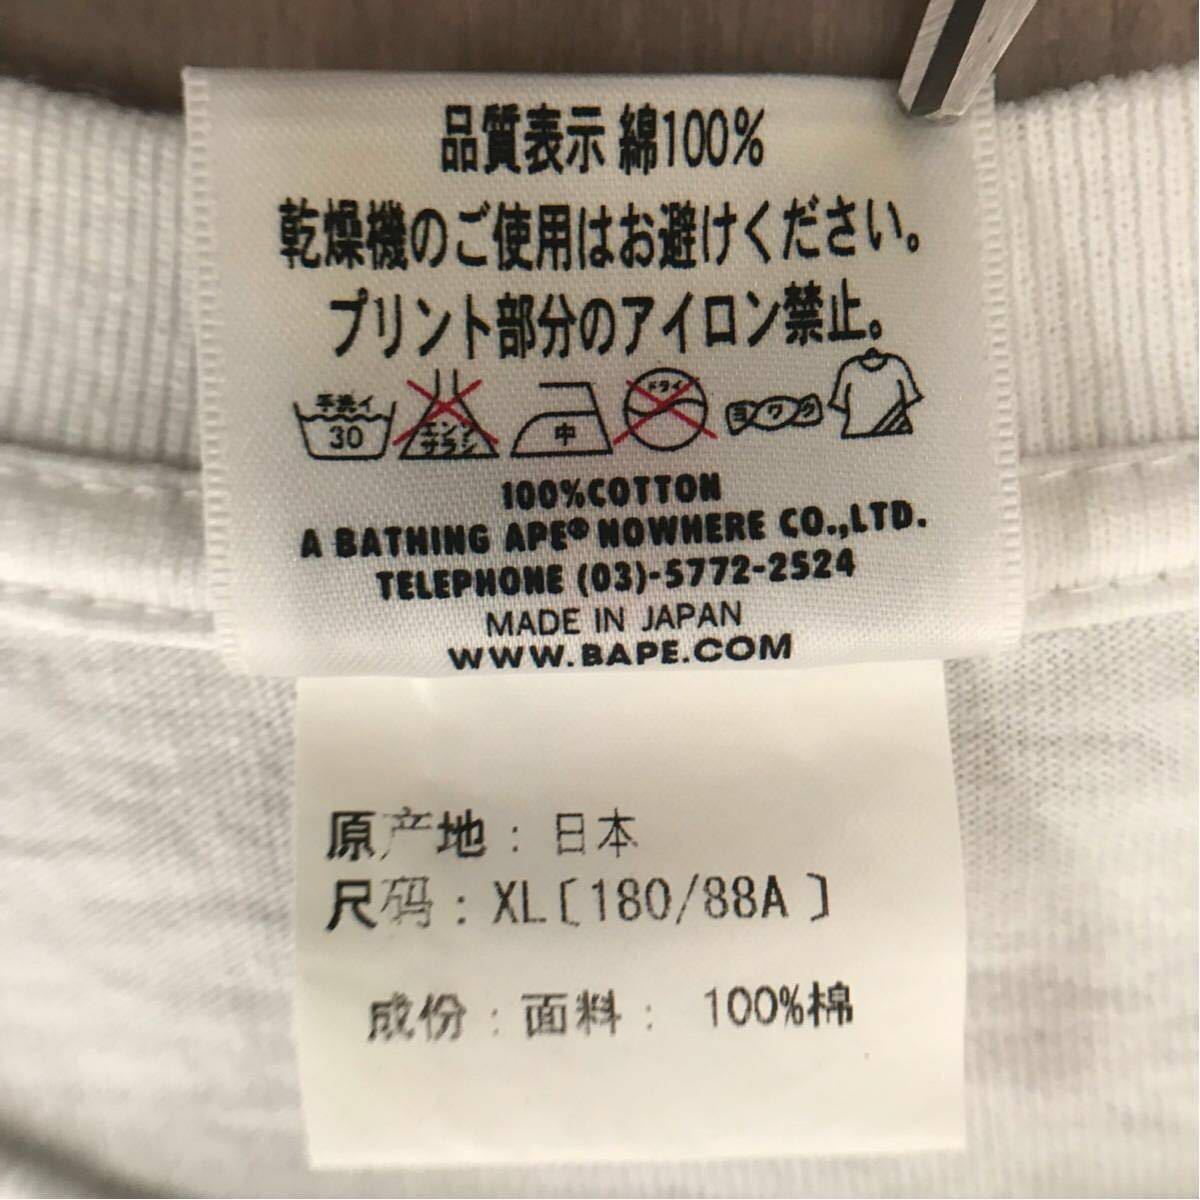 品質表示 綿100%
乾燥機のご使用はお避けください。
プリント部分のアイロン禁止。
手洗イ 30 エンソ サラシ 中 ドライ ヨワク
100%COTTON
A BATHING APE® NOWHERE CO.,LTD.
TELEPHONE (03)-5772-2524
MADE IN JAPAN
WWW.BAPE.COM
原产地：日本
尺码：XL〔180/88A〕
成份：面料：100%棉